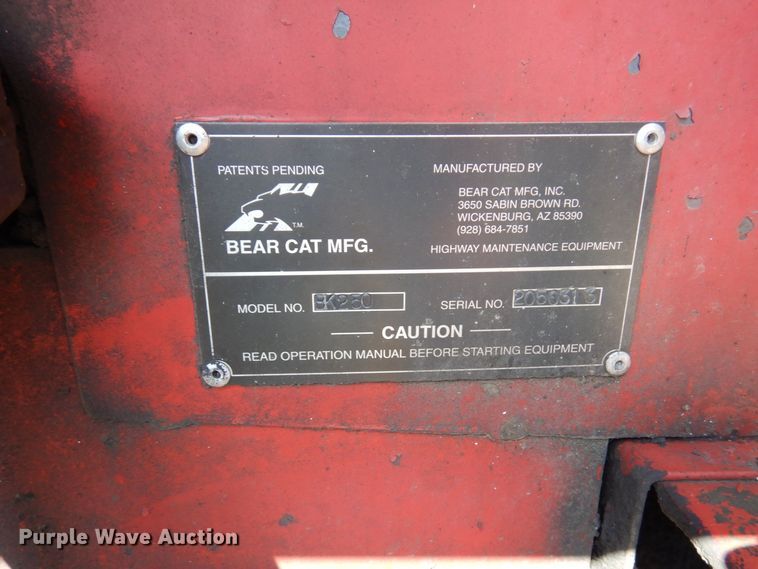 PATENTS PENDING
T.M.
BEAR CAT MFG.
MANUFACTURED BY
BEAR CAT MFG, INC.
3650 SABIN BROWN RD.
WICKENBURG, AZ 85390
(928) 684-7851
HIGHWAY MAINTENANCE EQUIPMENT
MODEL NO.
SERIAL NO.
CAUTION
READ OPERATION MANUAL BEFORE STARTING EQUIPMENT
Purple Wave Auction